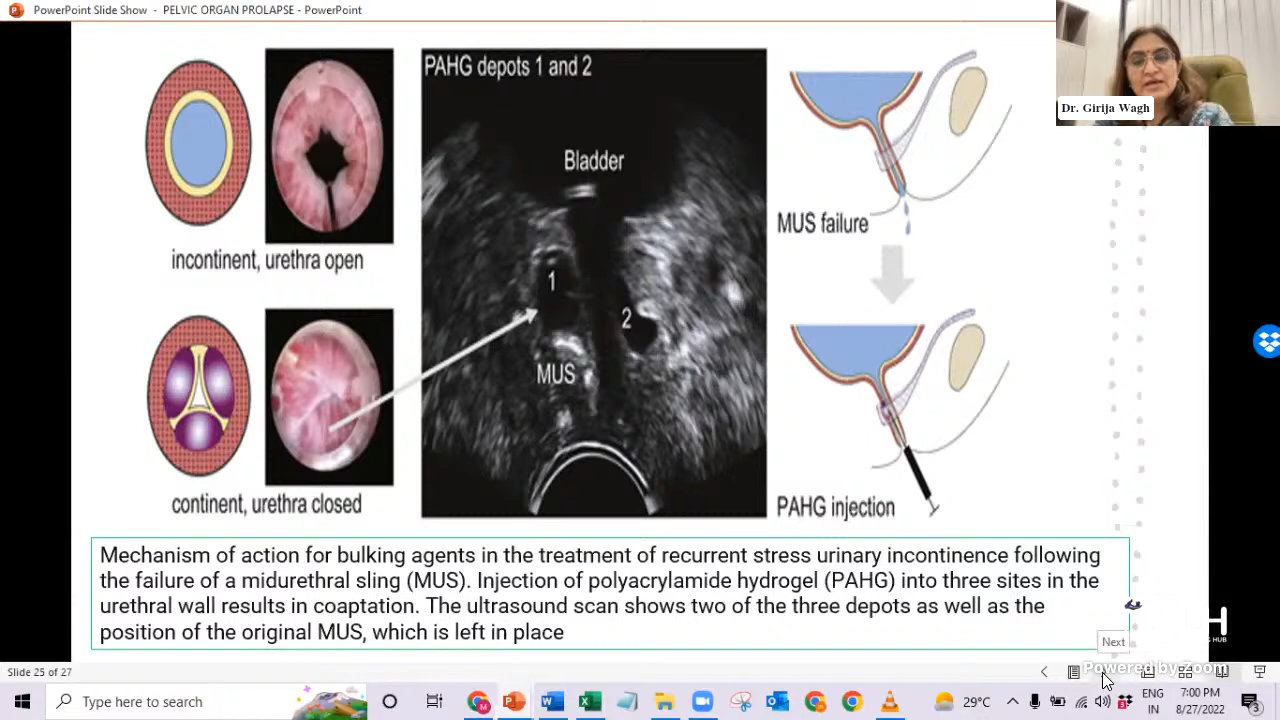 PowerPoint Slide Show - PELVIC ORGAN PROLAPSE - PowerPoint
Dr. Girija Wagh
PAHG depots 1 and 2
Bladder
1
2
MUS
incontinent, urethra open
continent, urethra closed
MUS failure
PAHG injection
Mechanism of action for bulking agents in the treatment of recurrent stress urinary incontinence following
the failure of a midurethral sling (MUS). Injection of polyacrylamide hydrogel (PAHG) into three sites in the
urethral wall results in coaptation. The ultrasound scan shows two of the three depots as well as the
position of the original MUS, which is left in place
H
HUB
Next
Slide 25 of 27
Powered by Zoom
Type here to search
29°C
ENG
IN
7:00 PM
8/27/2022
3